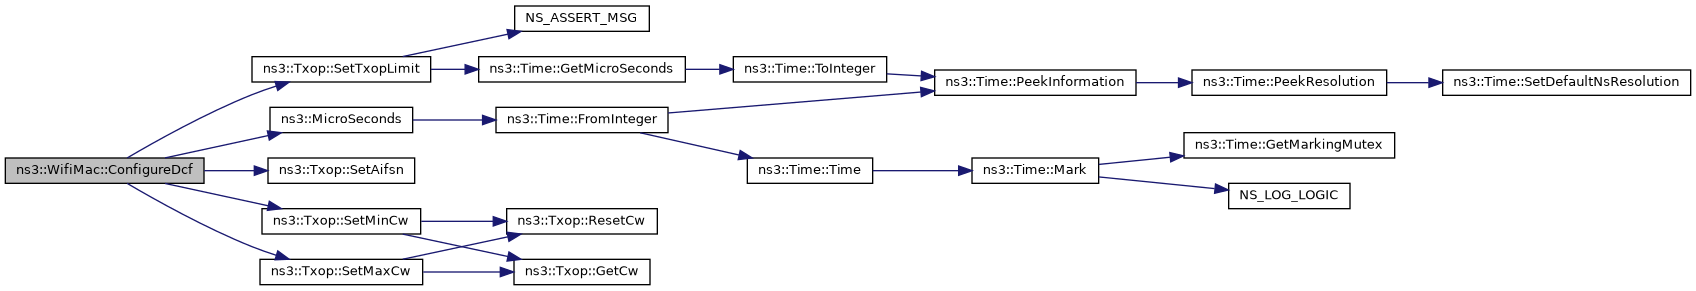 NS_ASSERT_MSG
ns3::Txop::SetTxopLimit
ns3::Time::GetMicroSeconds
ns3::Time::ToInteger
ns3::Time::PeekInformation
ns3::Time::PeekResolution
ns3::Time::SetDefaultNsResolution
ns3::MicroSeconds
ns3::Time::FromInteger
ns3::Time::GetMarkingMutex
ns3::WifiMac::ConfigureDcf
ns3::Txop::SetAifsn
ns3::Time::Time
ns3::Time::Mark
NS_LOG_LOGIC
ns3::Txop::SetMinCw
ns3::Txop::ResetCw
ns3::Txop::SetMaxCw
ns3::Txop::GetCw